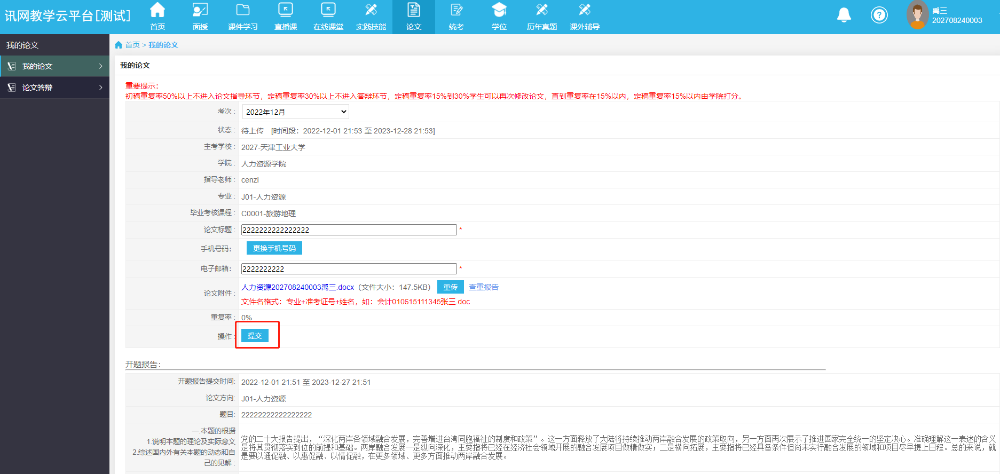 讯网教学云平台[测试]
首页
面授
课件学习
直播课
在线课堂
实践技能
论文
统考
学位
历年真题
课外辅导
禹三
202708240003
我的论文
我的论文
论文答辩
首页 > 我的论文
我的论文
重要提示：
初稿重复率50%以上不进入论文指导环节，定稿重复率30%以上不进入答辩环节，定稿重复率15%到30%学生可以再次修改论文，直到重复率在15%以内，定稿重复率15%以内由学院打分。
考次 : 2022年12月
状态 : 待上传 [时间段：2022-12-01 21:53 至 2023-12-28 21:53]
主考学校 : 2027-天津工业大学
学院 : 人力资源学院
指导老师 : cenzi
专业 : J01-人力资源
毕业考核课程 : C0001-旅游地理
论文标题 : 2222222222222222 *
手机号码： 更换手机号码
电子邮箱： 2222222222 *
论文附件 : 人力资源202708240003禹三.docx（文件大小：147.5KB） 重传 查重报告
文件名格式：专业+准考证号+姓名，如：会计010615111345张三.doc
重复率 : 0%
操作 : 提交
开题报告：
开题报告提交时间: 2022-12-01 21:51 至 2023-12-27 21:51
论文方向: J01-人力资源
题目: 22222222222222222
一.本题的根据
1.说明本题的理论及实际意义
2.综述国内外有关本题的动态和自
己的见解 :
党的二十大报告提出，“深化两岸各领域融合发展，完善增进台湾同胞福祉的制度和政策”。这一方面释放了大陆将持续推动两岸融合发展的政策取向，另一方面再次展示了推进国家完全统一的坚定决心。准确理解这一表述的含义
是将其贯彻落实到位的前提和基础。两岸融合发展一是纵向深化，主要指将已经在经济社会领域开展的融合发展项目做精做实；二是横向拓展，主要指将已经具备条件但尚未实行融合发展的领域和项目尽早提上日程。总的来说，就
是要以通促融、以惠促融、以情促融，在更多领域、更多方面推动两岸融合发展。